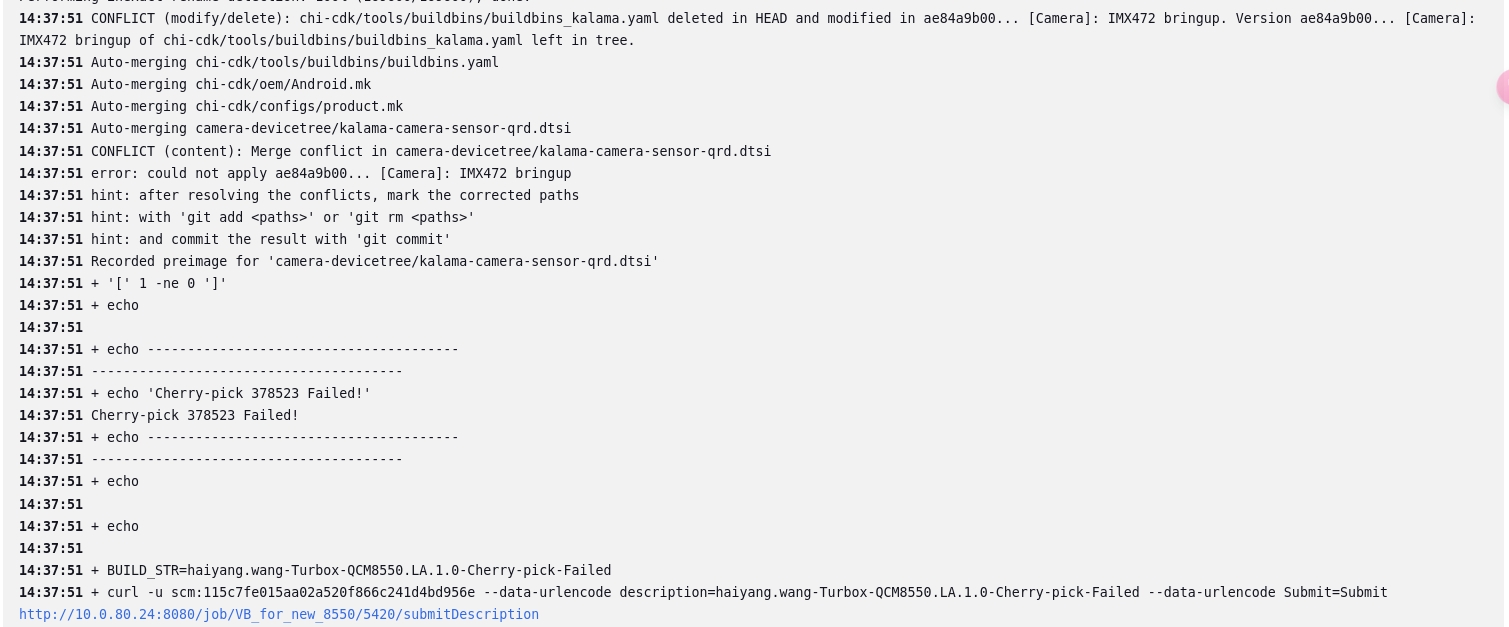 14:37:51 CONFLICT (modify/delete): chi-cdk/tools/buildbins/buildbins_kalama.yaml deleted in HEAD and modified in ae84a9b00... [Camera]: IMX472 bringup. Version ae84a9b00... [Camera]:
IMX472 bringup of chi-cdk/tools/buildbins/buildbins_kalama.yaml left in tree.
14:37:51 Auto-merging chi-cdk/tools/buildbins/buildbins.yaml
14:37:51 Auto-merging chi-cdk/oem/Android.mk
14:37:51 Auto-merging chi-cdk/configs/product.mk
14:37:51 Auto-merging camera-devicetree/kalama-camera-sensor-qrd.dtsi
14:37:51 CONFLICT (content): Merge conflict in camera-devicetree/kalama-camera-sensor-qrd.dtsi
14:37:51 error: could not apply ae84a9b00... [Camera]: IMX472 bringup
14:37:51 hint: after resolving the conflicts, mark the corrected paths
14:37:51 hint: with 'git add <paths>' or 'git rm <paths>'
14:37:51 hint: and commit the result with 'git commit'
14:37:51 Recorded preimage for 'camera-devicetree/kalama-camera-sensor-qrd.dtsi'
14:37:51 + '[' 1 -ne 0 ']'
14:37:51 + echo
14:37:51
14:37:51 + echo ---------------------------------------
14:37:51 ---------------------------------------
14:37:51 + echo 'Cherry-pick 378523 Failed!'
14:37:51 Cherry-pick 378523 Failed!
14:37:51 + echo ---------------------------------------
14:37:51 ---------------------------------------
14:37:51 + echo
14:37:51
14:37:51 + echo
14:37:51
14:37:51 + BUILD_STR=haiyang.wang-Turbox-QCM8550.LA.1.0-Cherry-pick-Failed
14:37:51 + curl -u scm:115c7fe015aa02a520f866c241d4bd956e --data-urlencode description=haiyang.wang-Turbox-QCM8550.LA.1.0-Cherry-pick-Failed --data-urlencode Submit=Submit
http://10.0.80.24:8080/job/VB_for_new_8550/5420/submitDescription